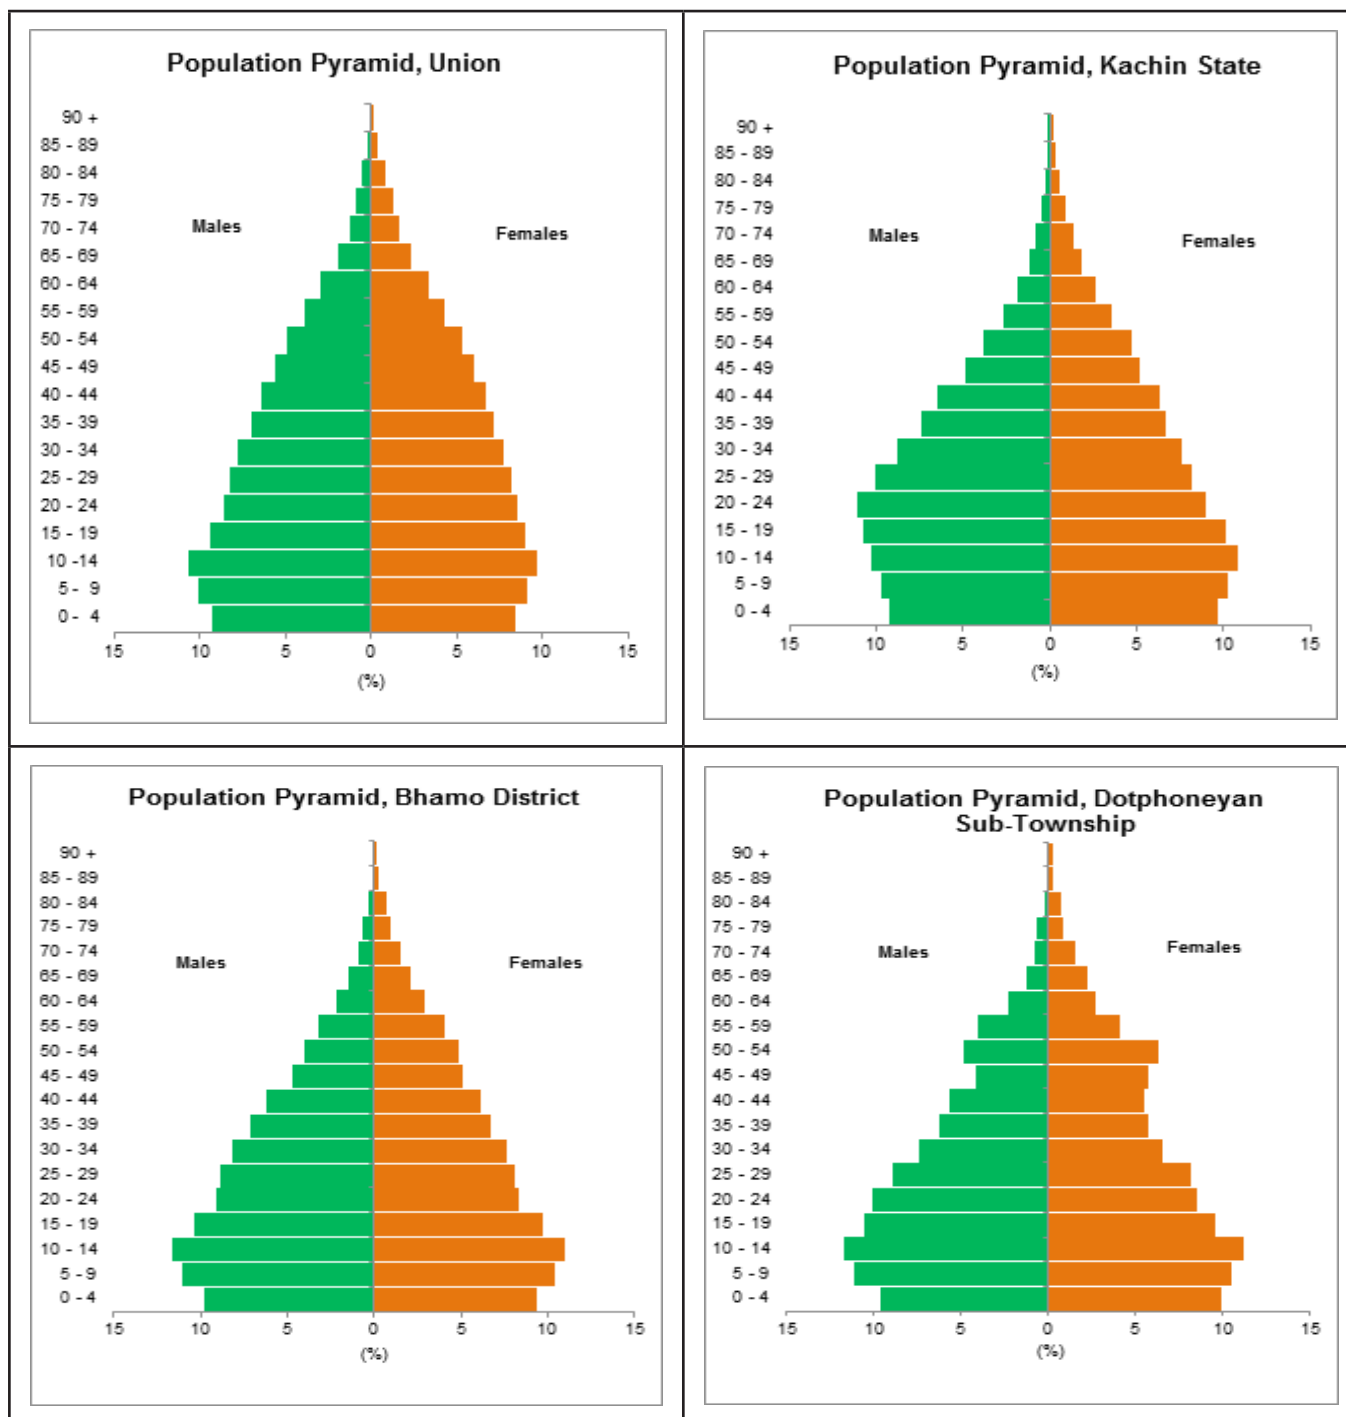 Population Pyramid, Union
90 +
85 - 89
80 - 84
75 - 79
70 - 74
65 - 69
60 - 64
55 - 59
50 - 54
45 - 49
40 - 44
35 - 39
30 - 34
25 - 29
20 - 24
15 - 19
10 -14
5 - 9
0 - 4
Males
Females
15 10 5 0 5 10 15
(%)
Population Pyramid, Kachin State
90 +
85 - 89
80 - 84
75 - 79
70 - 74
65 - 69
60 - 64
55 - 59
50 - 54
45 - 49
40 - 44
35 - 39
30 - 34
25 - 29
20 - 24
15 - 19
10 - 14
5 - 9
0 - 4
Males
Females
15 10 5 0 5 10 15
(%)
Population Pyramid, Bhamo District
90 +
85 - 89
80 - 84
75 - 79
70 - 74
65 - 69
60 - 64
55 - 59
50 - 54
45 - 49
40 - 44
35 - 39
30 - 34
25 - 29
20 - 24
15 - 19
10 - 14
5 - 9
0 - 4
Males
Females
15 10 5 0 5 10 15
(%)
Population Pyramid, Dotphoneyan
Sub-Township
90 +
85 - 89
80 - 84
75 - 79
70 - 74
65 - 69
60 - 64
55 - 59
50 - 54
45 - 49
40 - 44
35 - 39
30 - 34
25 - 29
20 - 24
15 - 19
10 - 14
5 - 9
0 - 4
Males
Females
15 10 5 0 5 10 15
(%)